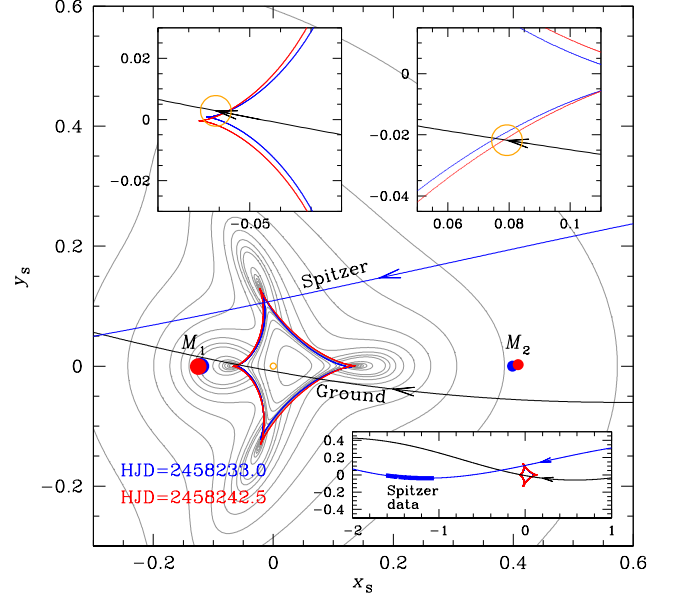 0.6
0.4
0.2
0
−0.2
y_s
0.02
0
−0.02
−0.05
0
−0.02
−0.04
0.06 0.08 0.1
Spitzer
M_1
M_2
Ground
HJD=2458233.0
HJD=2458242.5
0.4
0.2
0
−0.2
−0.4
Spitzer
data
−2 −1 0 1
−0.2 0 0.2 0.4 0.6
x_s